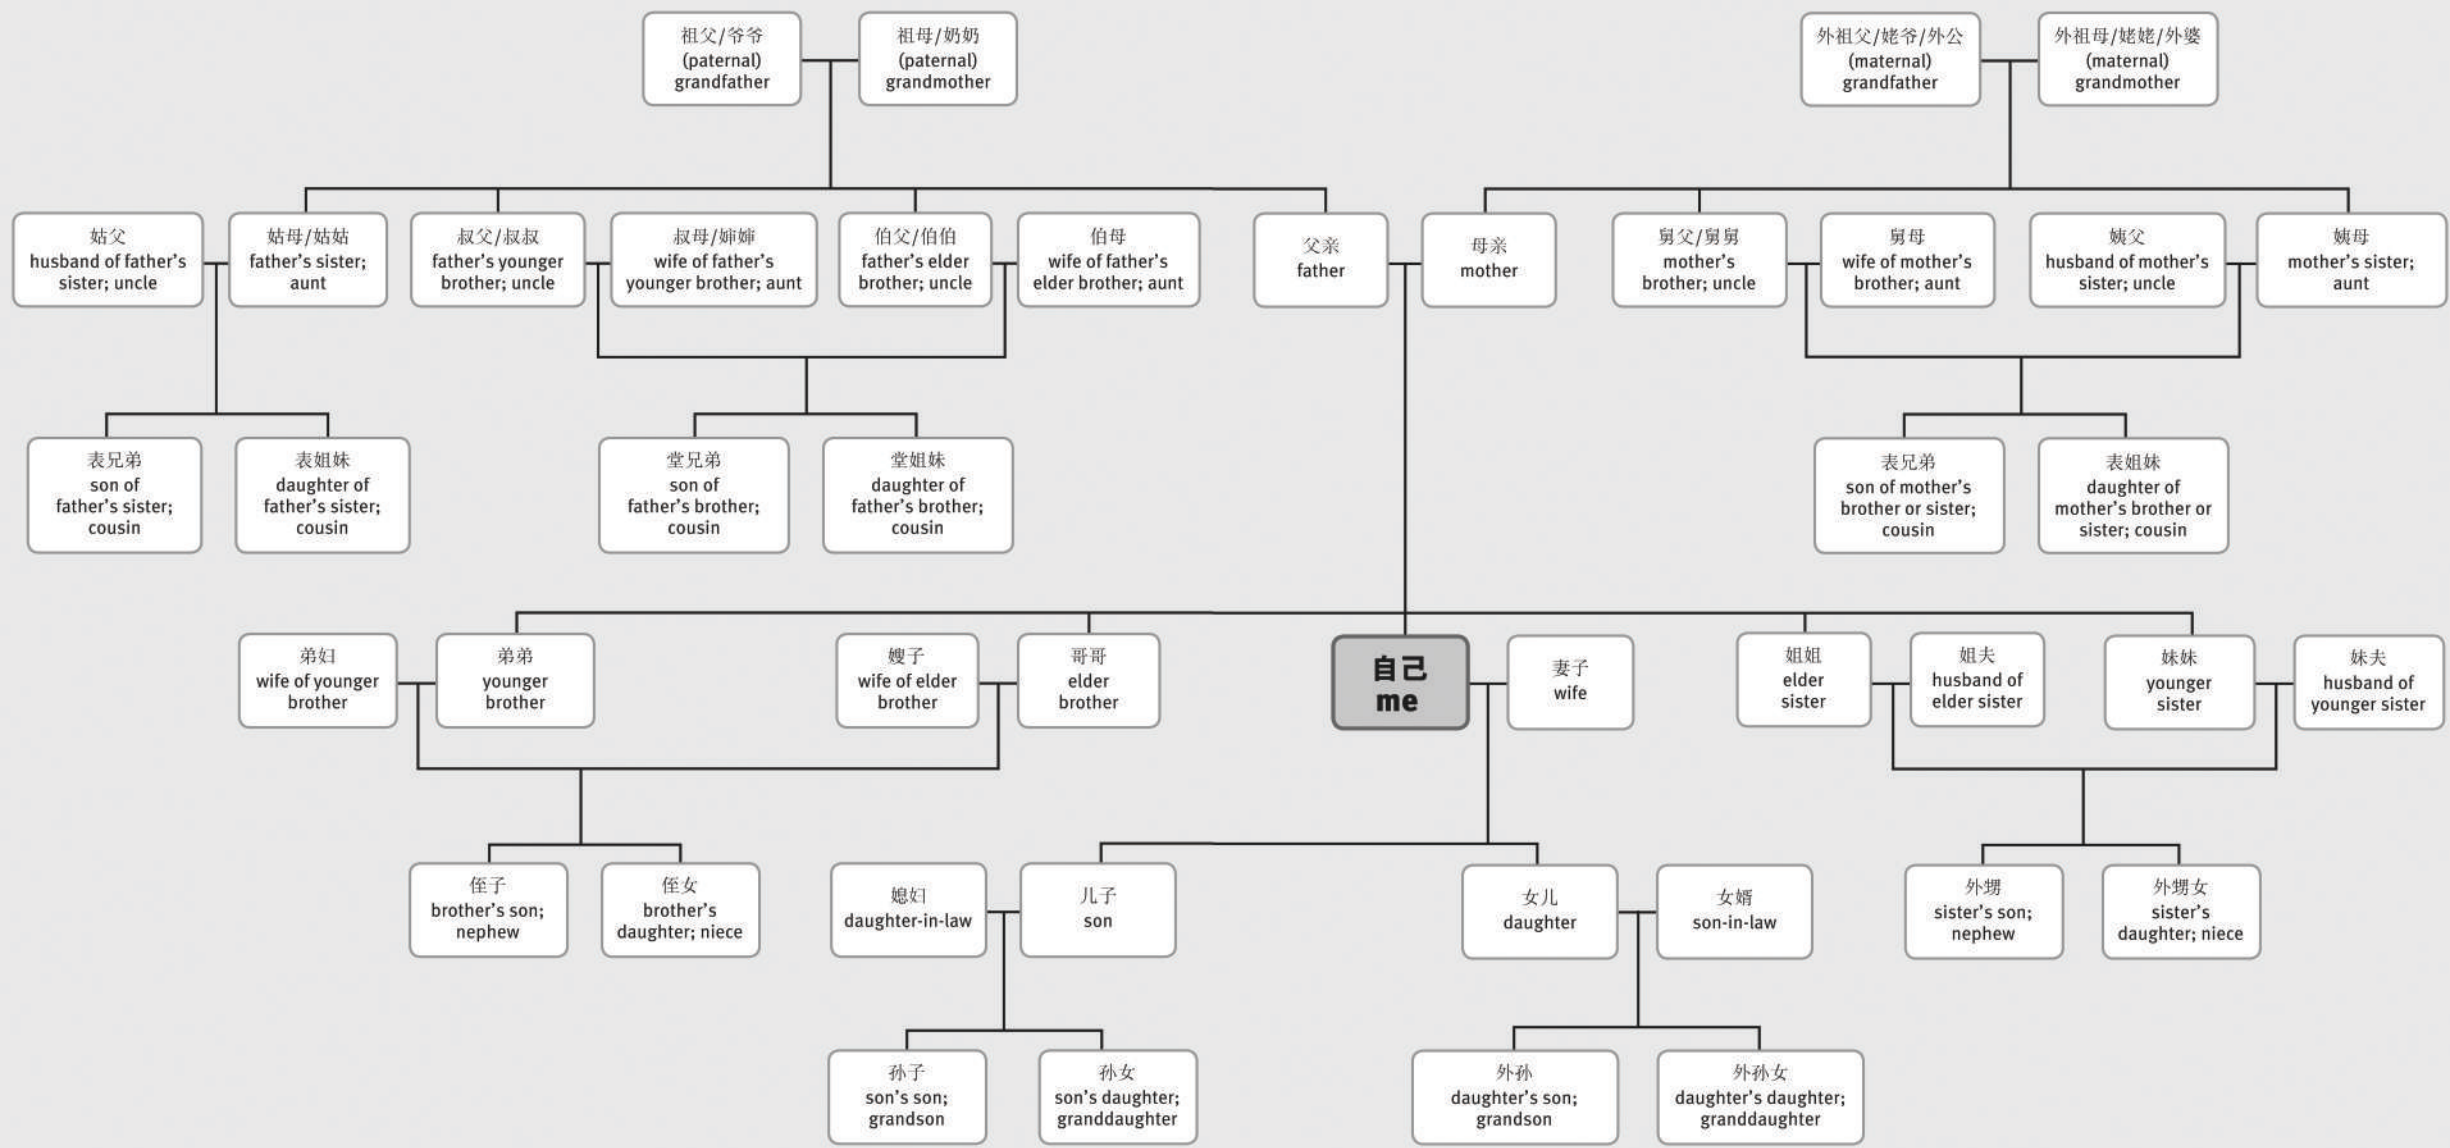 祖父/爷爷
(paternal)
grandfather
祖母/奶奶
(paternal)
grandmother
外祖父/姥爷/外公
(maternal)
grandfather
外祖母/姥姥/外婆
(maternal)
grandmother
姑父
husband of father's
sister; uncle
姑母/姑姑
father's sister;
aunt
叔父/叔叔
father's younger
brother; uncle
叔母/婶婶
wife of father's
younger brother; aunt
伯父/伯伯
father's elder
brother; uncle
伯母
wife of father's
elder brother; aunt
父亲
father
母亲
mother
舅父/舅舅
mother's
brother; uncle
舅母
wife of mother's
brother; aunt
姨父
husband of mother's
sister; uncle
姨母
mother's sister;
aunt
表兄弟
son of
father's sister;
cousin
表姐妹
daughter of
father's sister;
cousin
堂兄弟
son of
father's brother;
cousin
堂姐妹
daughter of
father's brother;
cousin
表兄弟
son of mother's
brother or sister;
cousin
表姐妹
daughter of
mother's brother or
sister; cousin
弟妇
wife of younger
brother
弟弟
younger
brother
嫂子
wife of elder
brother
哥哥
elder
brother
自己
me
妻子
wife
姐姐
elder
sister
姐夫
husband of
elder sister
妹妹
younger
sister
妹夫
husband of
younger sister
侄子
brother's son;
nephew
侄女
brother's
daughter; niece
媳妇
daughter-in-law
儿子
son
女儿
daughter
女婿
son-in-law
外甥
sister's son;
nephew
外甥女
sister's
daughter; niece
孙子
son's son;
grandson
孙女
son's daughter;
granddaughter
外孙
daughter's son;
grandson
外孙女
daughter's daughter;
granddaughter